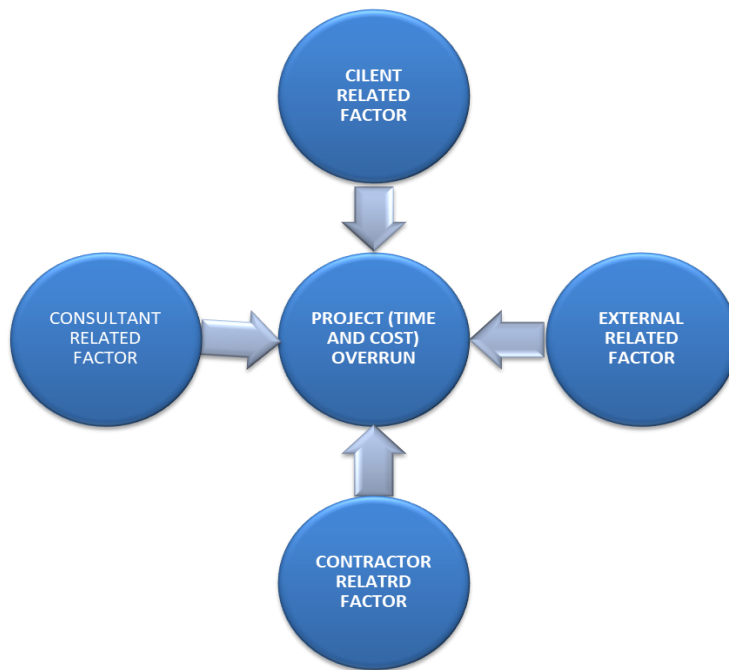 CILENT
RELATED
FACTOR
CONSULTANT
RELATED
FACTOR
PROJECT (TIME
AND COST)
OVERRUN
EXTERNAL
RELATED
FACTOR
CONTRACTOR
RELATRD
FACTOR